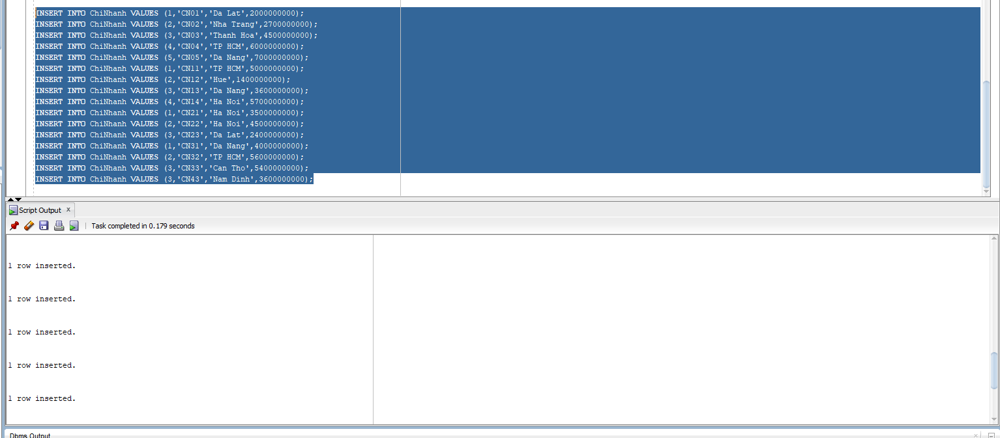 INSERT INTO ChiNhanh VALUES (1,'CN01','Da Lat',2000000000);
INSERT INTO ChiNhanh VALUES (2,'CN02','Nha Trang',2700000000);
INSERT INTO ChiNhanh VALUES (3,'CN03','Thanh Hoa',4500000000);
INSERT INTO ChiNhanh VALUES (4,'CN04','TP HCM',6000000000);
INSERT INTO ChiNhanh VALUES (5,'CN05','Da Nang',7000000000);
INSERT INTO ChiNhanh VALUES (1,'CN11','TP HCM',5000000000);
INSERT INTO ChiNhanh VALUES (2,'CN12','Hue',1400000000);
INSERT INTO ChiNhanh VALUES (3,'CN13','Da Nang',3600000000);
INSERT INTO ChiNhanh VALUES (4,'CN14','Ha Noi',5700000000);
INSERT INTO ChiNhanh VALUES (1,'CN21','Ha Noi',3500000000);
INSERT INTO ChiNhanh VALUES (2,'CN22','Ha Noi',4500000000);
INSERT INTO ChiNhanh VALUES (3,'CN23','Da Lat',2400000000);
INSERT INTO ChiNhanh VALUES (1,'CN31','Da Nang',4000000000);
INSERT INTO ChiNhanh VALUES (2,'CN32','TP HCM',5600000000);
INSERT INTO ChiNhanh VALUES (3,'CN33','Can Tho',5400000000);
INSERT INTO ChiNhanh VALUES (3,'CN43','Nam Dinh',3600000000);
Script Output x
Task completed in 0.179 seconds
1 row inserted.
1 row inserted.
1 row inserted.
1 row inserted.
1 row inserted.
Dbms Output